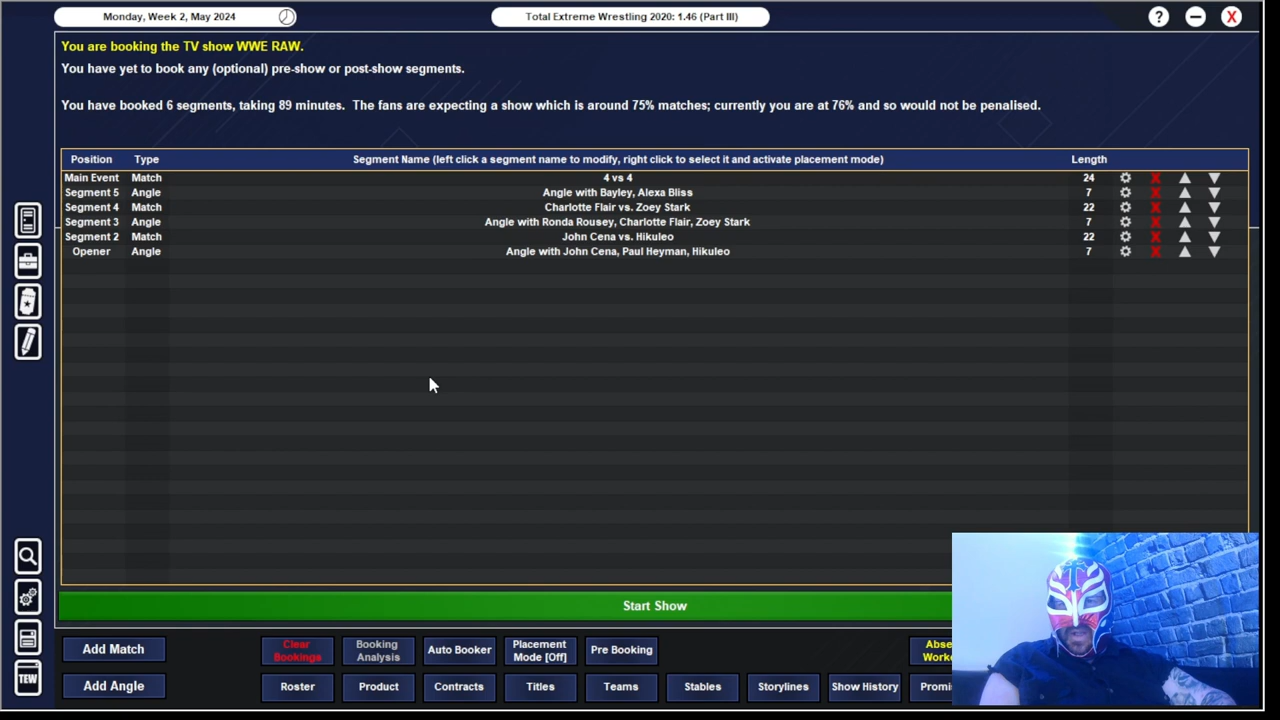 Monday, Week 2, May 2024
Total Extreme Wrestling 2020: 1.46 (Part III)
?
X
You are booking the TV show WWE RAW.
You have yet to book any (optional) pre-show or post-show segments.
You have booked 6 segments, taking 89 minutes. The fans are expecting a show which is around 75% matches; currently you are at 76% and so would not be penalised.
Position Type Segment Name (left click a segment name to modify, right click to select it and activate placement mode) Length
Main Event Match 4 vs 4 24 X
Segment 5 Angle Angle with Bayley, Alexa Bliss 7 X
Segment 4 Match Charlotte Flair vs. Zoey Stark 22 X
Segment 3 Angle Angle with Ronda Rousey, Charlotte Flair, Zoey Stark 7 X
Segment 2 Match John Cena vs. Hikuleo 22 X
Opener Angle Angle with John Cena, Paul Heyman, Hikuleo 7 X
Start Show
Add Match
Clear Bookings
Booking Analysis
Auto Booker
Placement Mode [Off]
Pre Booking
Abse
Work
Add Angle
Roster
Product
Contracts
Titles
Teams
Stables
Storylines
Show History
Promi
TEW